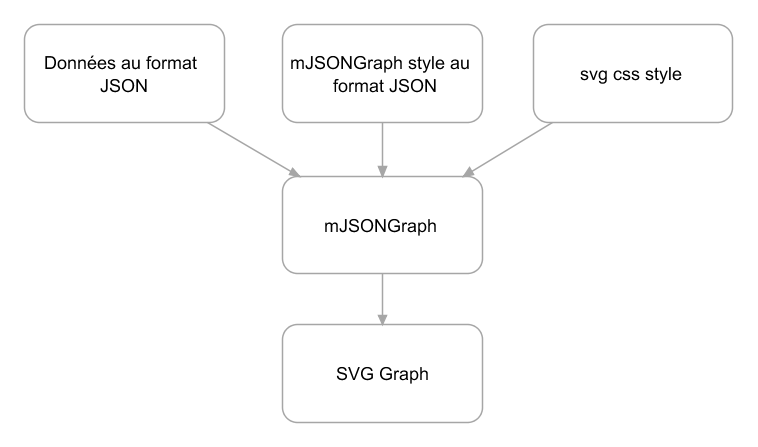 Données au format
JSON
mJSONGraph style au
format JSON
svg css style
mJSONGraph
SVG Graph